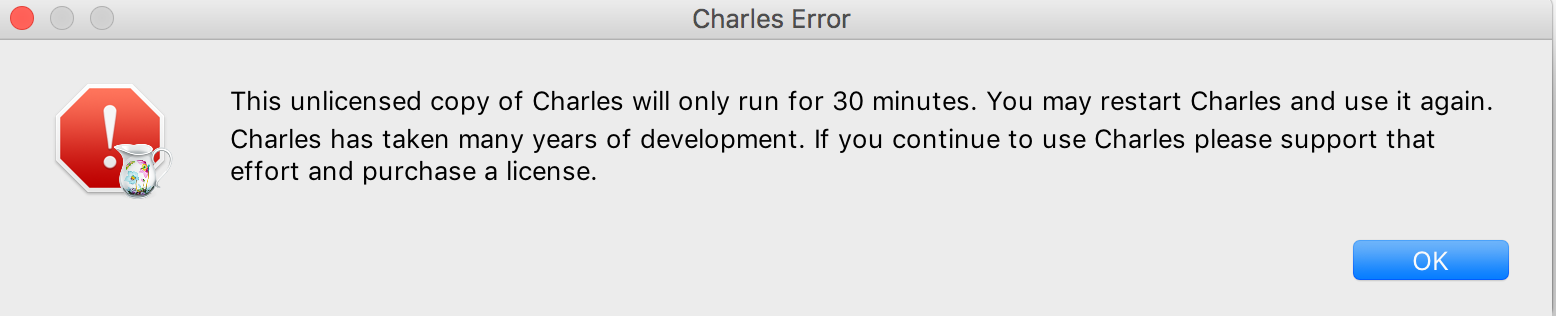 Charles Error
This unlicensed copy of Charles will only run for 30 minutes. You may restart Charles and use it again.
Charles has taken many years of development. If you continue to use Charles please support that
effort and purchase a license.
OK